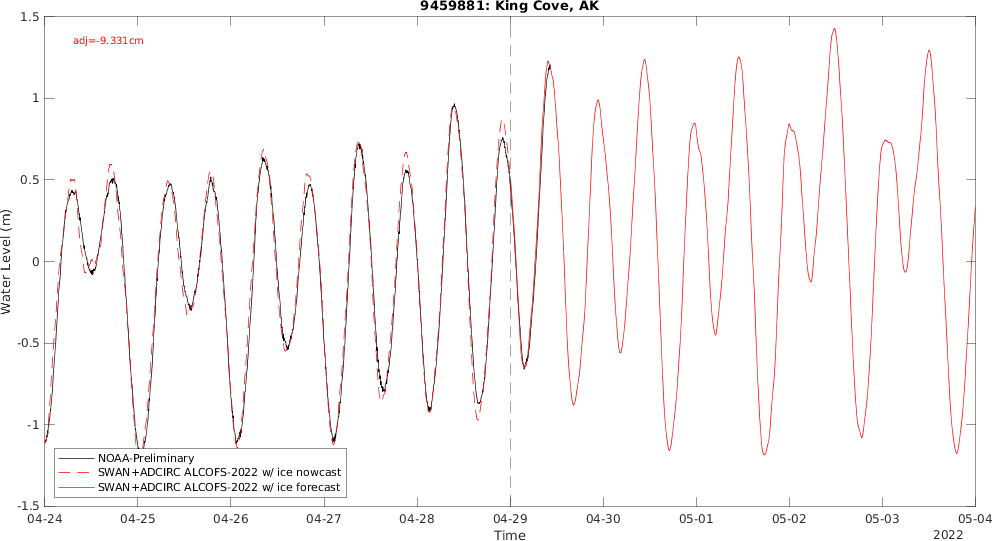 9459881: King Cove, AK
adj=-9.331cm
Water Level (m)
1.5
1
0.5
0
-0.5
-1
-1.5
NOAA-Preliminary
SWAN+ADCIRC ALCOFS-2022 w/ ice nowcast
SWAN+ADCIRC ALCOFS-2022 w/ ice forecast
04-24 04-25 04-26 04-27 04-28 04-29 04-30 05-01 05-02 05-03 05-04
Time
2022